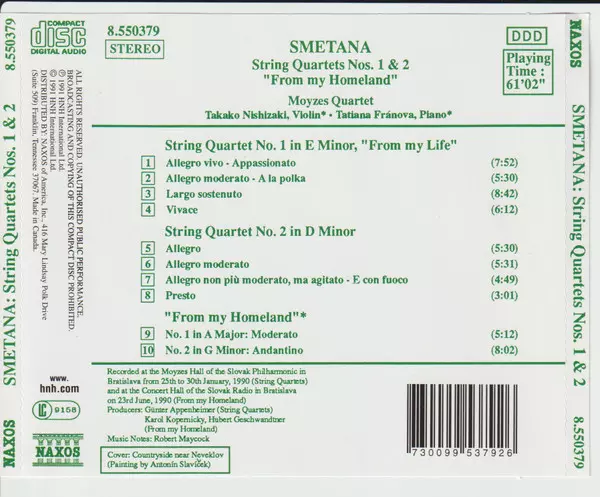 COMPACT
disc
DIGITAL AUDIO
8.550379
STEREO
SMETANA
String Quartets Nos. 1 & 2
"From my Homeland"
Moyzes Quartet
Takako Nishizaki, Violin* - Tatiana Fránova, Piano*
DDD
Playing
Time :
61'02"
String Quartet No. 1 in E Minor, "From my Life"
1 Allegro vivo - Appassionato (7:52)
2 Allegro moderato - A la polka (5:30)
3 Largo sostenuto (8:42)
4 Vivace (6:12)
String Quartet No. 2 in D Minor
5 Allegro (5:30)
6 Allegro moderato (5:31)
7 Allegro non più moderato, ma agitato - E con fuoco (4:49)
8 Presto (3:01)
"From my Homeland"*
9 No. 1 in A Major: Moderato (5:12)
10 No. 2 in G Minor: Andantino (8:02)
Recorded at the Moyzes Hall of the Slovak Philharmonic in
Bratislava from 25th to 30th January, 1990 (String Quartets)
and at the Concert Hall of the Slovak Radio in Bratislava
on 23rd June, 1990 (From my Homeland)
Producers: Günter Appenheimer (String Quartets)
Karol Kopernicky, Hubert Geschwandtner
(From my Homeland)
Music Notes: Robert Maycock
Cover: Countryside near Neveklov
(Painting by Antonín Slavíček)
7 300099 537926
ALL RIGHTS RESERVED. UNAUTHORISED PUBLIC PERFORMANCE,
BROADCASTING AND COPYING OF THIS COMPACT DISC PROHIBITED.
℗ 1991 HNH International Ltd.
© 1991 HNH International Ltd.
DISTRIBUTED BY: NAXOS of America, Inc., 416 Mary Lindsay Polk Drive
(Suite 509) Franklin, Tennessee 37067. Made in Canada.
www.
hnh.com
LC 9158
NAXOS
NAXOS
SMETANA: String Quartets Nos. 1 & 2
8.550379
NAXOS
SMETANA: String Quartets Nos. 1 & 2
8.550379